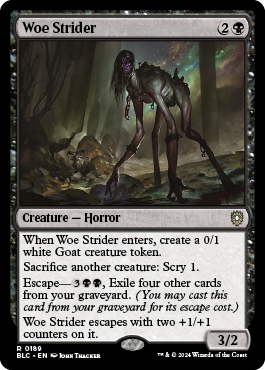 Woe Strider 2
Creature — Horror
When Woe Strider enters, create a 0/1
white Goat creature token.
Sacrifice another creature: Scry 1.
Escape—3, Exile four other cards
from your graveyard. (You may cast this
card from your graveyard for its escape cost.)
Woe Strider escapes with two +1/+1
counters on it.
3/2
R 0189
BLC • EN John Thacker
™ & © 2024 Wizards of the Coast